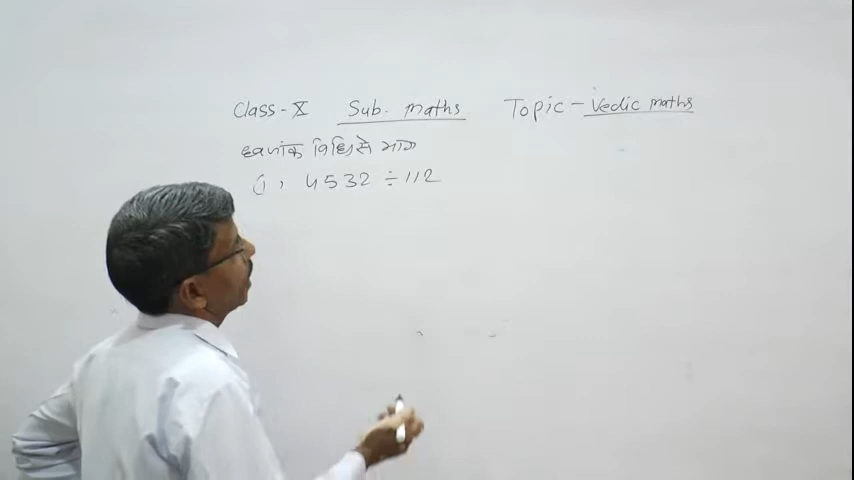 Class-X Sub. Maths Topic - Vedic Maths
ध्वजांक विधि से भाग
(1, 4532 ÷ 112